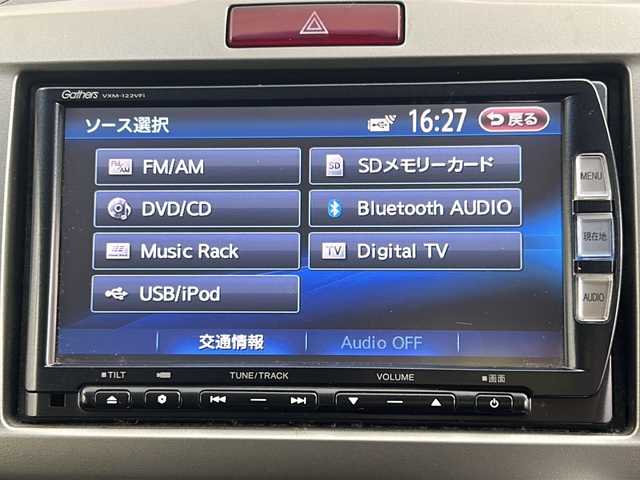 Gathers VXM-122VFi
ソース選択 16:27 戻る
FM/AM
SDメモリーカード
DVD/CD
Bluetooth AUDIO
Music Rack
TV Digital TV
USB/iPod
交通情報 Audio OFF
MENU
現在地
AUDIO
TILT TUNE/TRACK VOLUME 画面